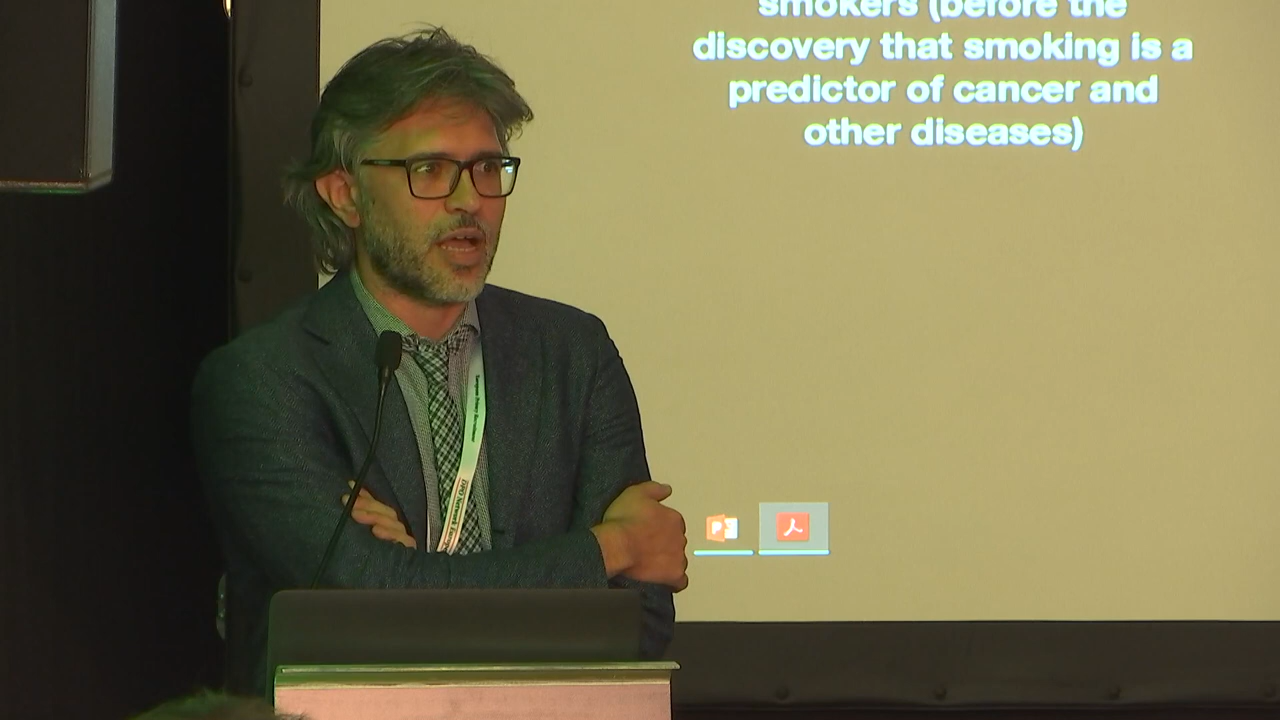 smokers (before the
discovery that smoking is a
predictor of cancer and
other diseases)
P